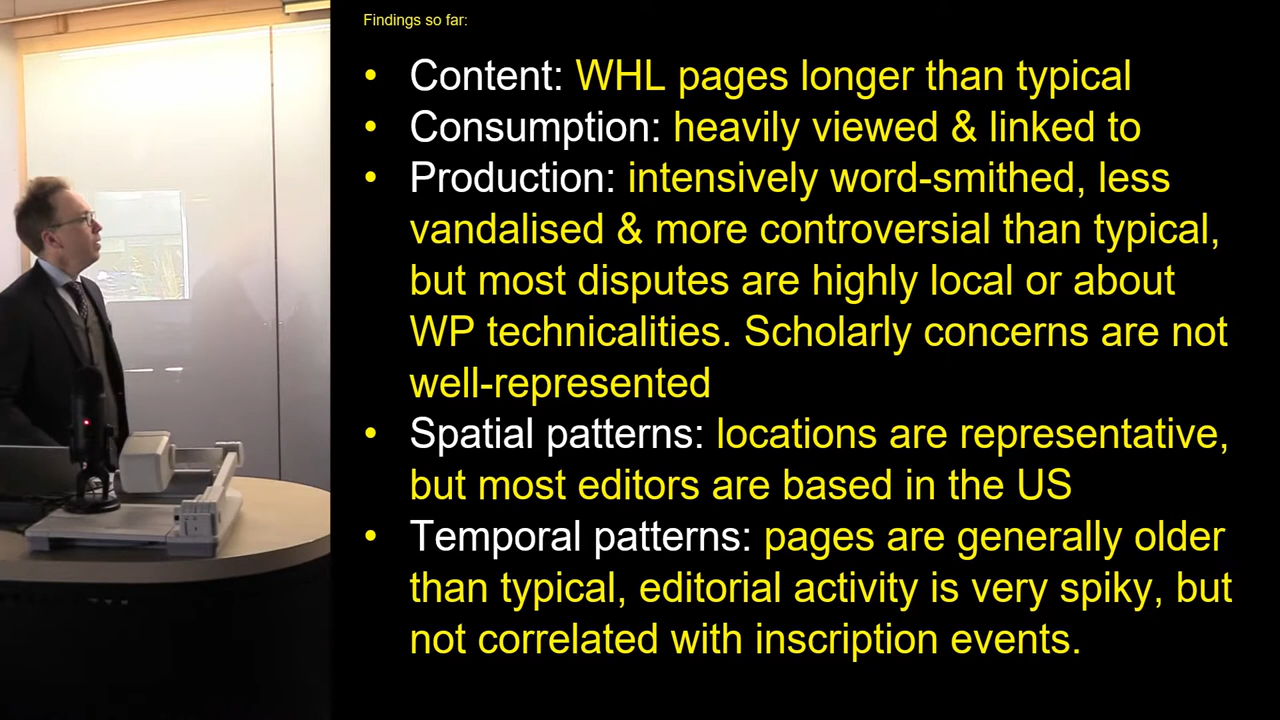 Findings so far:
• Content: WHL pages longer than typical
• Consumption: heavily viewed & linked to
• Production: intensively word-smithed, less
vandalised & more controversial than typical,
but most disputes are highly local or about
WP technicalities. Scholarly concerns are not
well-represented
• Spatial patterns: locations are representative,
but most editors are based in the US
• Temporal patterns: pages are generally older
than typical, editorial activity is very spiky, but
not correlated with inscription events.